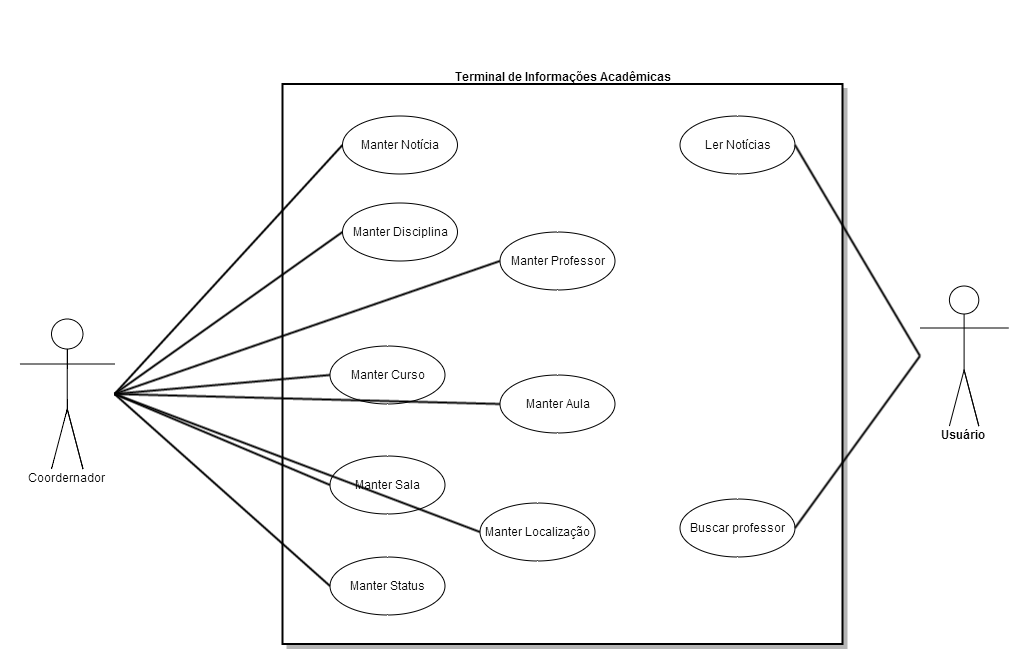 Terminal de Informações Acadêmicas
Manter Notícia
Ler Notícias
Manter Disciplina
Manter Professor
Manter Curso
Manter Aula
Usuário
Coordernador
Manter Sala
Manter Localização
Buscar professor
Manter Status